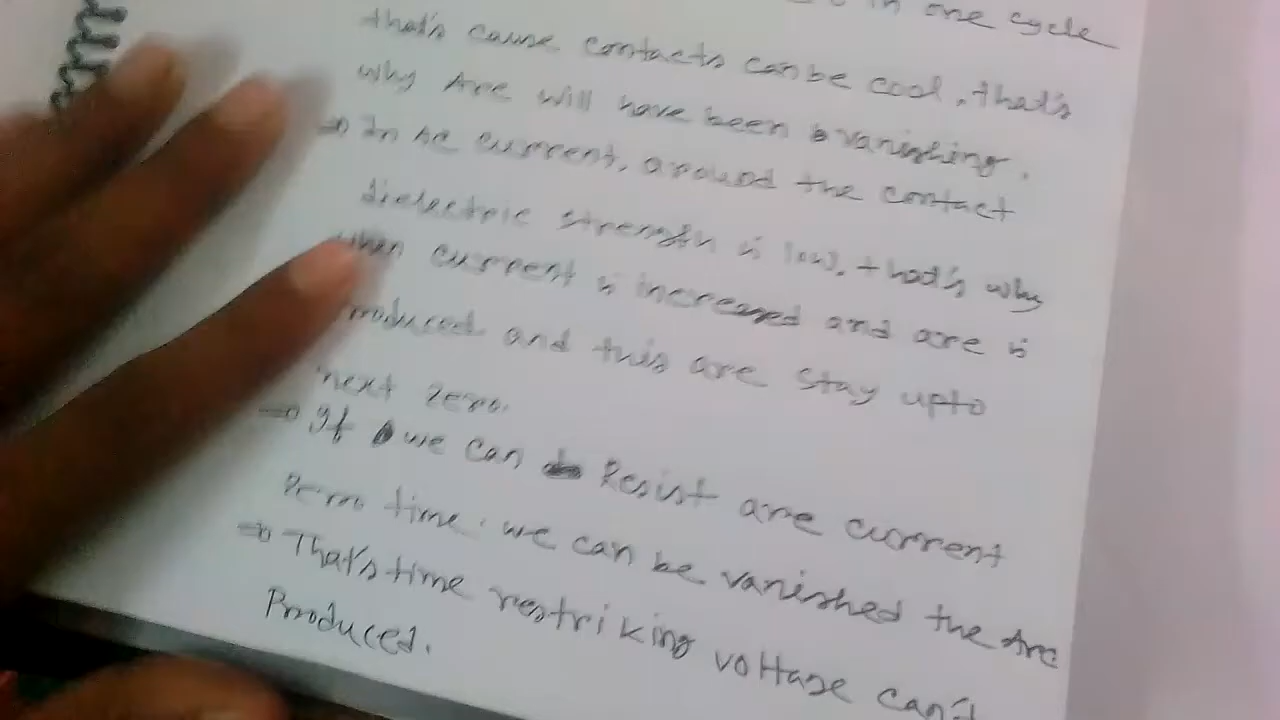 in one cycle
that's cause contacts can be cool, that's
why Arc will have been vanishing.
⇒ In AC current, around the contact
dielectric strength is low, that's why
when current is increased and arc is
produced and this arc stay upto
next zero.
⇒ If we can Resist arc current
zero time. we can be vanished the Arc
⇒ That's time restriking voltage can't
Produced.